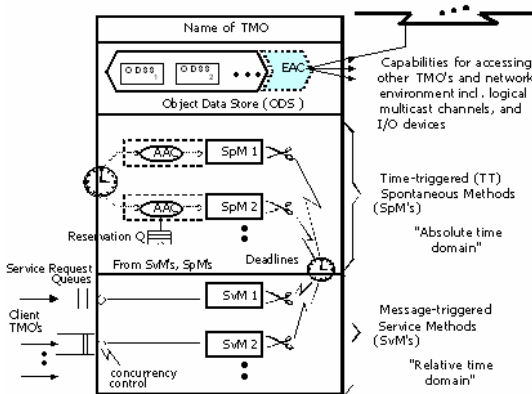 Name of TMO
ODSS1
ODSS2
EAC
Object Data Store (ODS )
Capabilities for accessing
other TMO's and network
environment incl. logical
multicast channels, and
I/O devices
AAC
SpM 1
AAC
SpM 2
Reservation Q
From SvM's, SpM's
Deadlines
Time-triggered (TT)
Spontaneous Methods
(SpM's)
"Absolute time
domain"
Service Request
Queues
Client
TMO's
SvM 1
SvM 2
concurrency
control
Message-triggered
Service Methods
(SvM's)
"Relative time
domain"